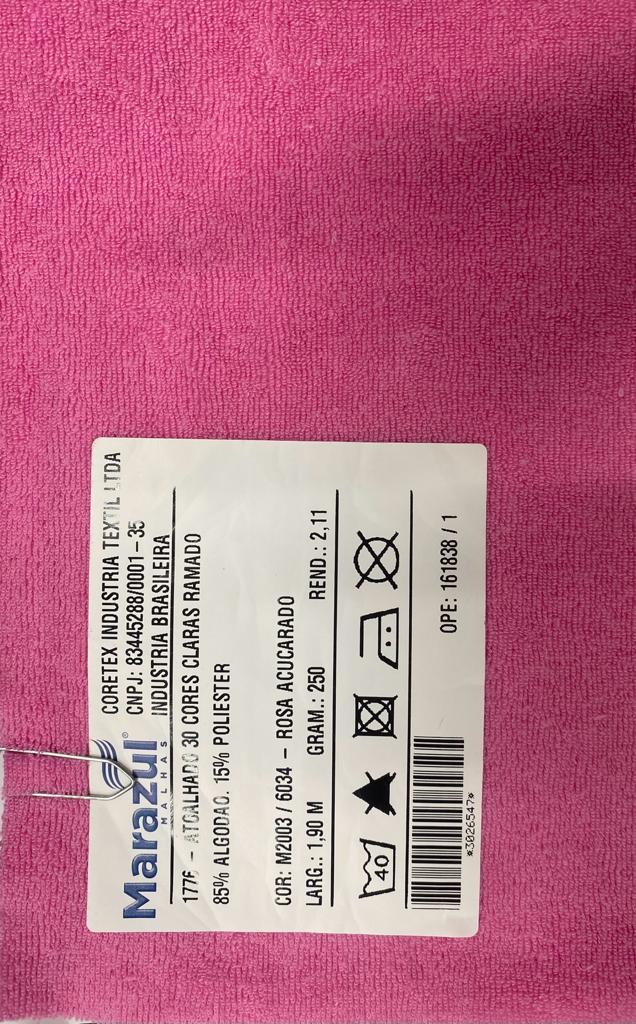 Marazul®
MALHAS
CORETEX INDUSTRIA TEXTIL LTDA
CNPJ: 83445288/0001-35
INDUSTRIA BRASILEIRA
1776 - ATOALHADO 30 CORES CLARAS RAMADO
85% ALGODAO. 15% POLIESTER
COR: M2003 / 6034 - ROSA ACUCARADO
LARG.: 1,90 M GRAM.: 250 REND.: 2,11
40
OPE: 161838 / 1
*3026547*